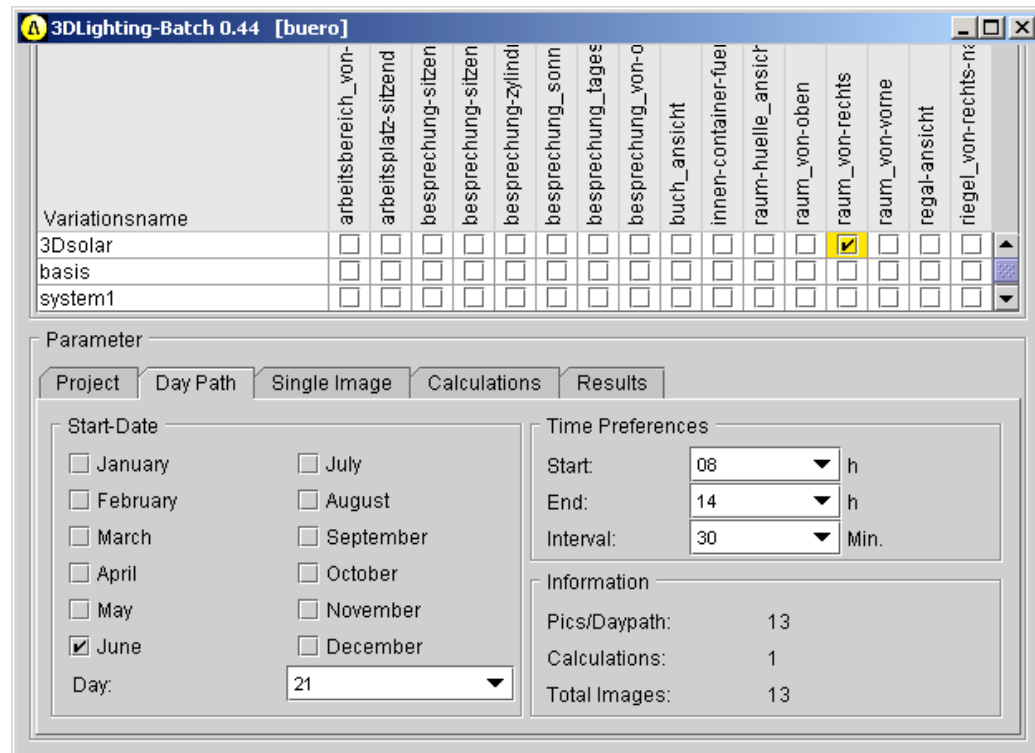 3DLighting-Batch 0.44 [buero]
Variationsname
arbeitsbereich_von-
arbeitsplatz-sitzend
besprechung-sitzen
besprechung-sitzen
besprechung-zylind
besprechung_sonn
besprechung_tages
besprechung_von-o
buch_ansicht
innen-container-fue
raum-huelle_ansich
raum_von-oben
raum_von-rechts
raum_von-vorne
regal-ansicht
riegel_von-rechts-na
3Dsolar
basis
system1
Parameter
Project Day Path Single Image Calculations Results
Start-Date
January July
February August
March September
April October
May November
June December
Day: 21
Time Preferences
Start: 08 h
End: 14 h
Interval: 30 Min.
Information
Pics/Daypath: 13
Calculations: 1
Total Images: 13